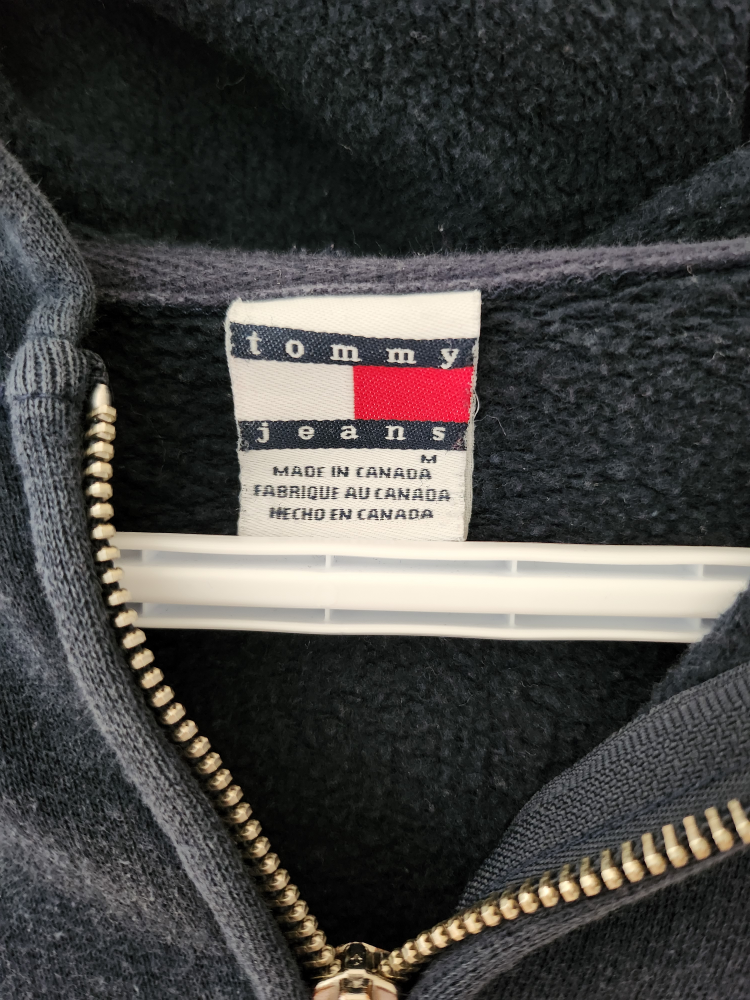 tommy
jeans
M
MADE IN CANADA
FABRIQUE AU CANADA
HECHO EN CANADA